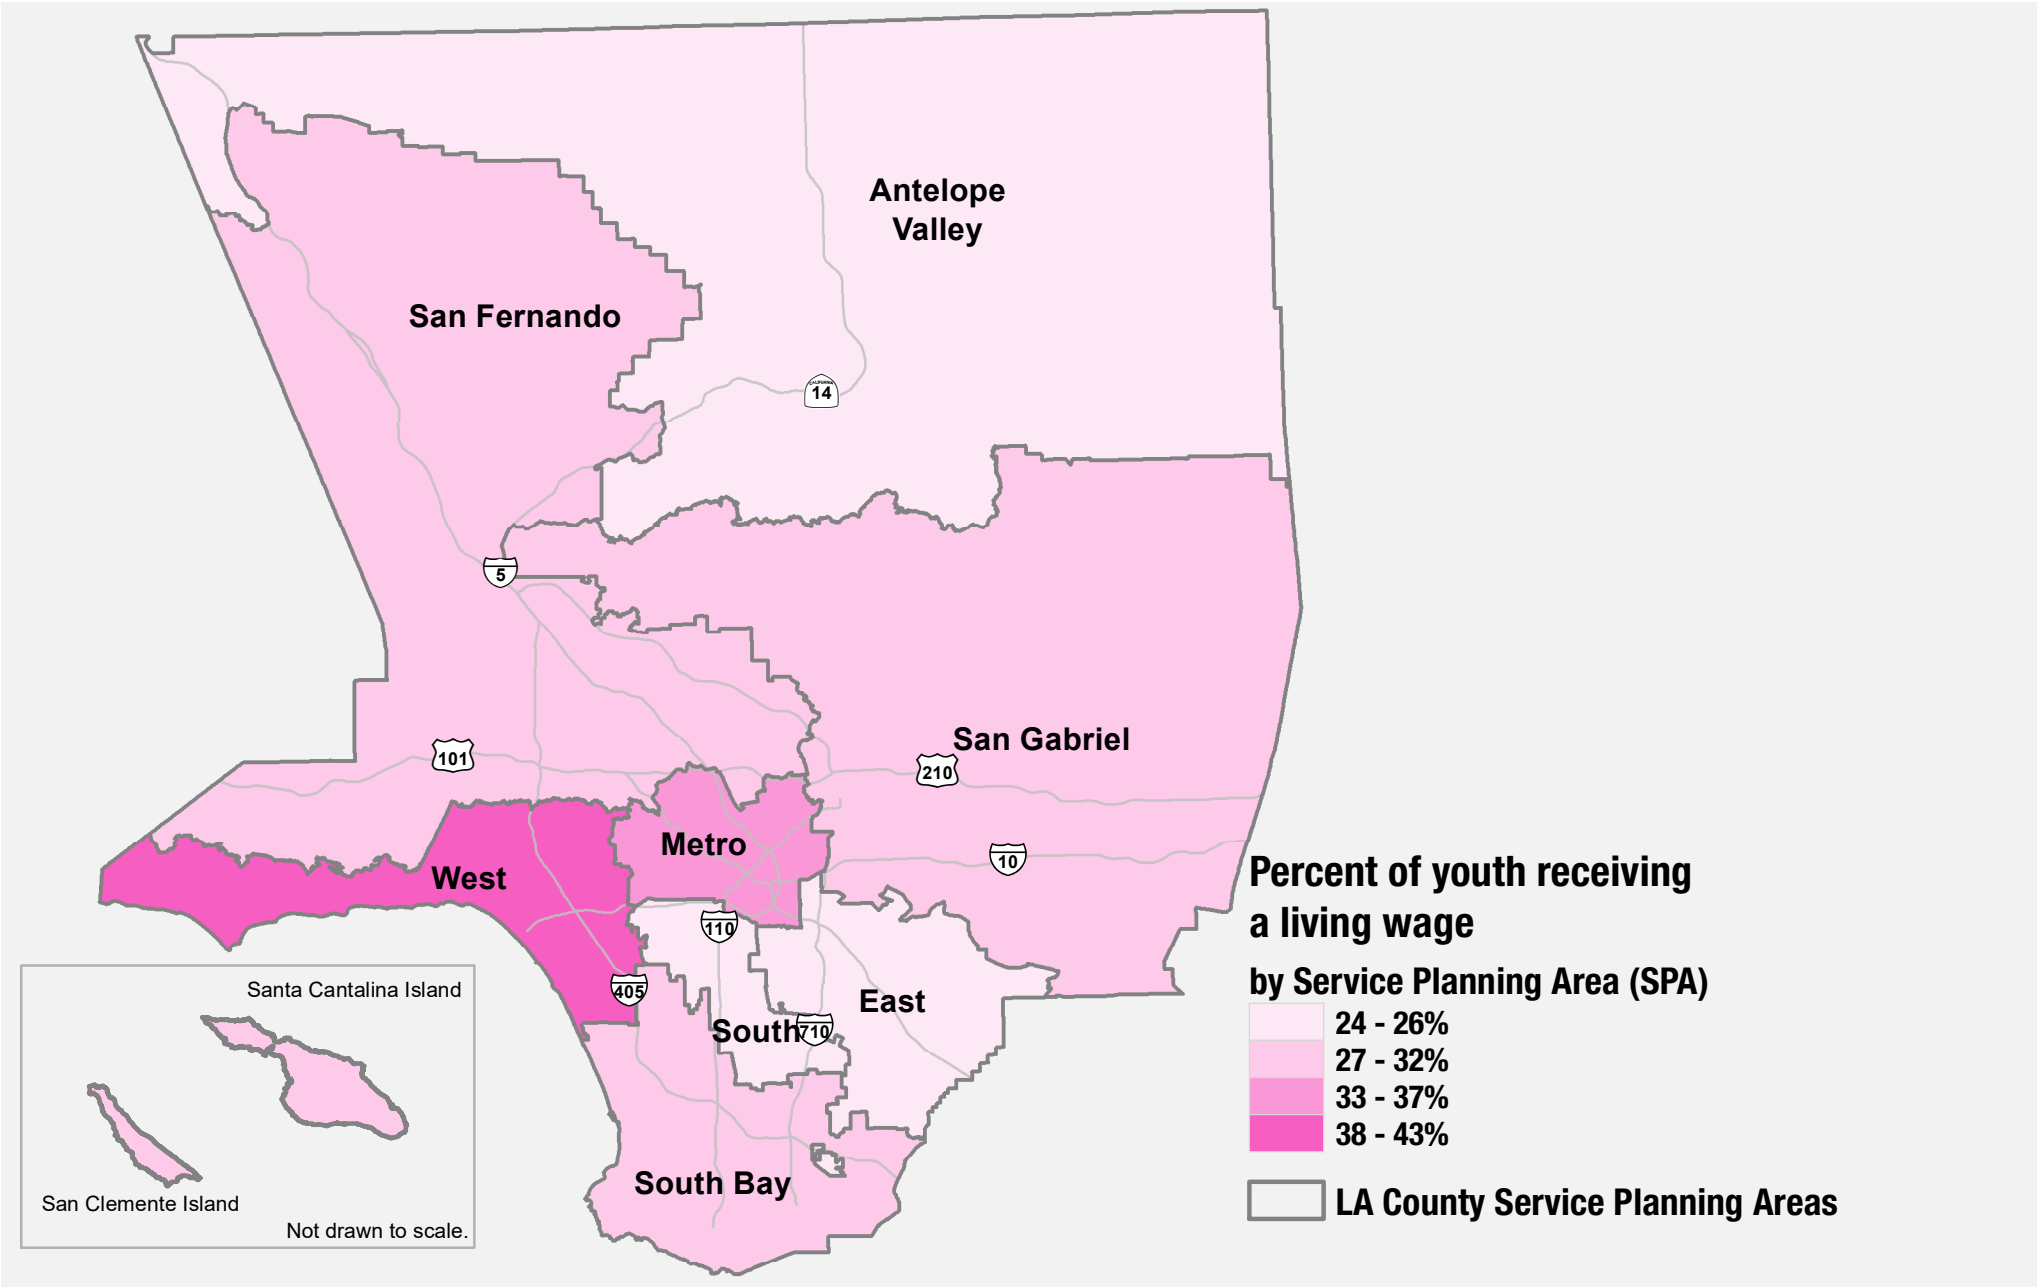 Antelope
Valley
San Fernando
CALIFORNIA
14
5
San Gabriel
101
210
Metro
10
West
110
405
East
South
710
South Bay
Santa Cantalina Island
San Clemente Island
Not drawn to scale.
Percent of youth receiving
a living wage
by Service Planning Area (SPA)
24 - 26%
27 - 32%
33 - 37%
38 - 43%
LA County Service Planning Areas